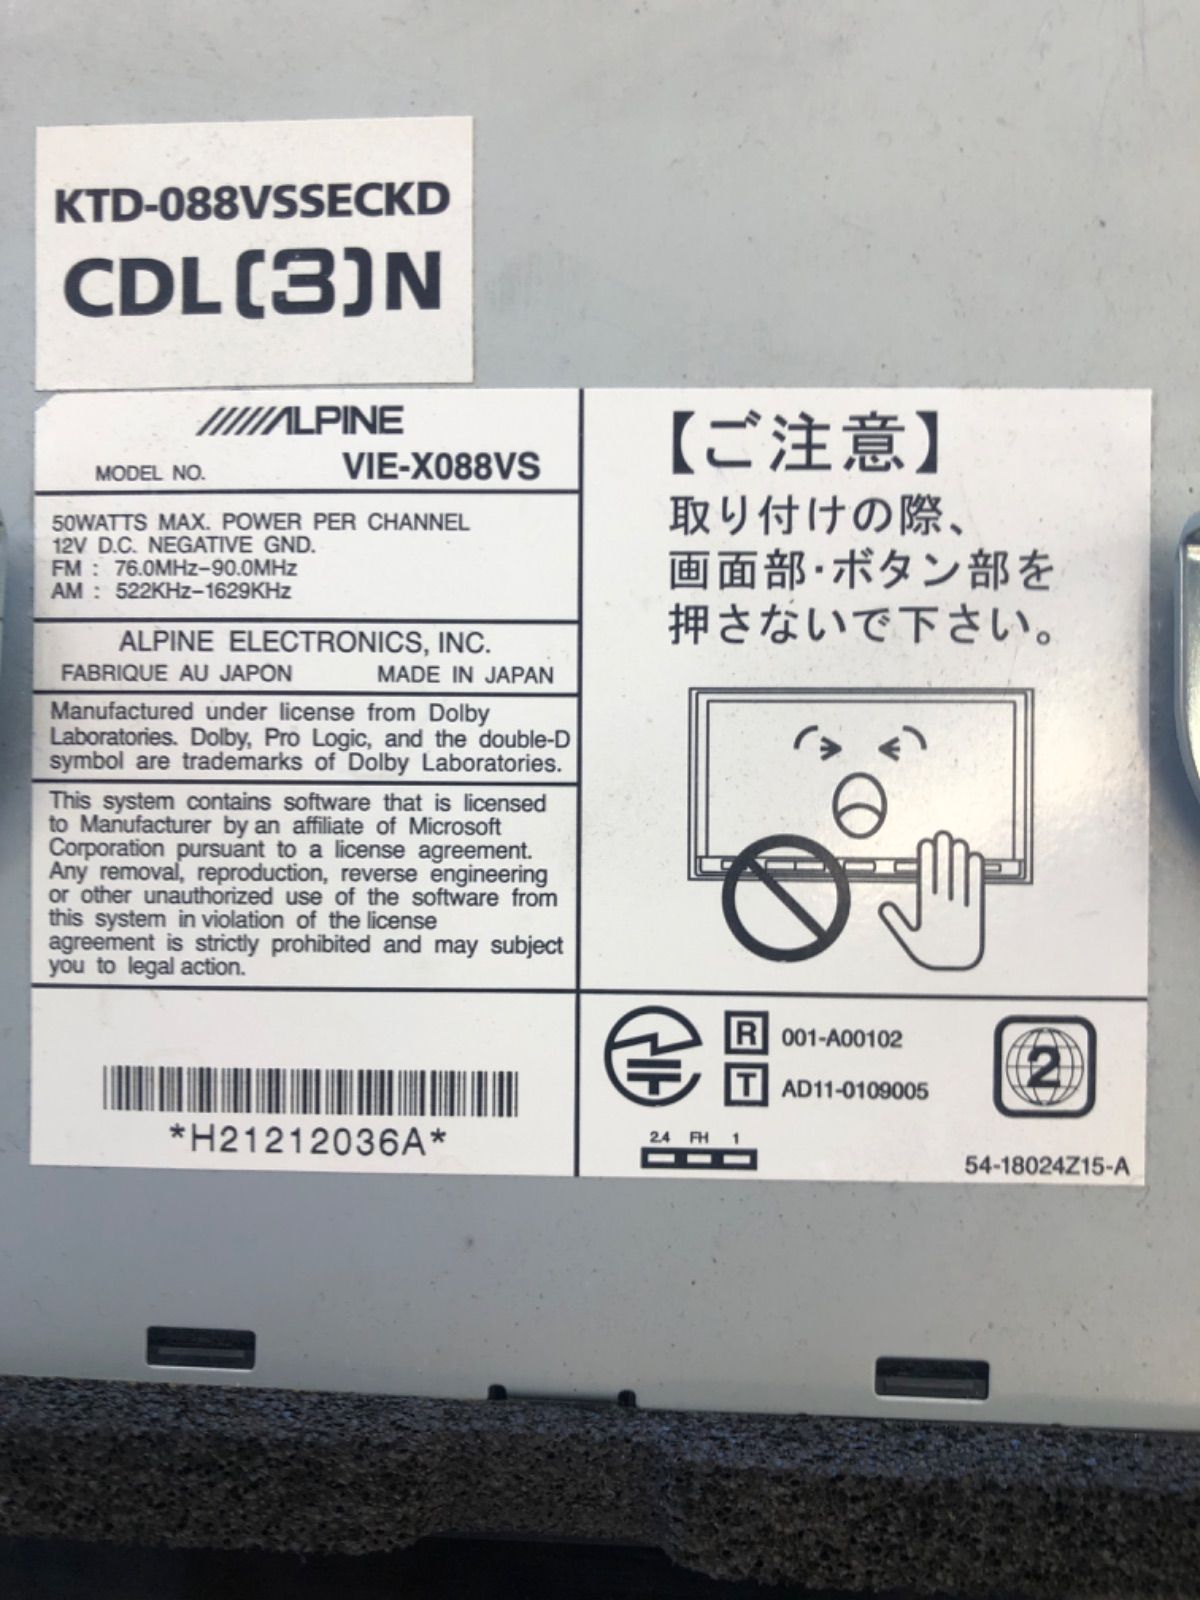 KTD-088VSSECKD
CDL(3)N
ALPINE
MODEL NO. VIE-X088VS
50WATTS MAX. POWER PER CHANNEL
12V D.C. NEGATIVE GND.
FM : 76.0MHz-90.0MHz
AM : 522KHz-1629KHz
ALPINE ELECTRONICS, INC.
FABRIQUE AU JAPON MADE IN JAPAN
Manufactured under license from Dolby
Laboratories. Dolby, Pro Logic, and the double-D
symbol are trademarks of Dolby Laboratories.
This system contains software that is licensed
to Manufacturer by an affiliate of Microsoft
Corporation pursuant to a license agreement.
Any removal, reproduction, reverse engineering
or other unauthorized use of the software from
this system in violation of the license
agreement is strictly prohibited and may subject
you to legal action.
*H21212036A*
【ご注意】
取り付けの際、
画面部・ボタン部を
押さないで下さい。
R 001-A00102
T AD11-0109005
2
2.4 FH 1
54-18024Z15-A